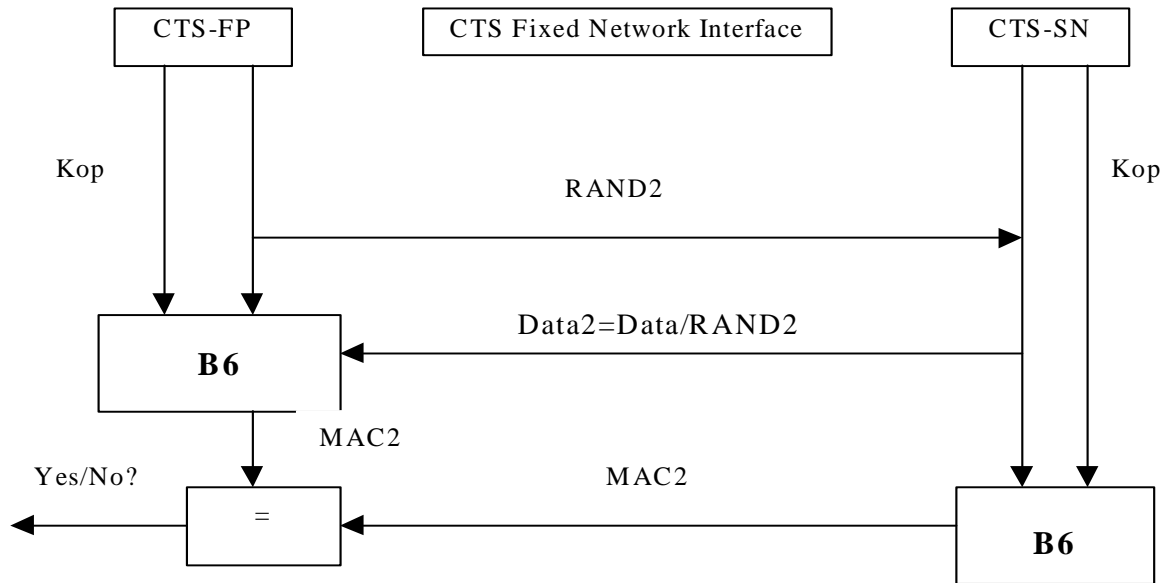 CTS-FP
CTS Fixed Network Interface
CTS-SN
Kop
Kop
RAND2
Data2=Data/RAND2
B6
MAC2
Yes/No?
MAC2
=
B6